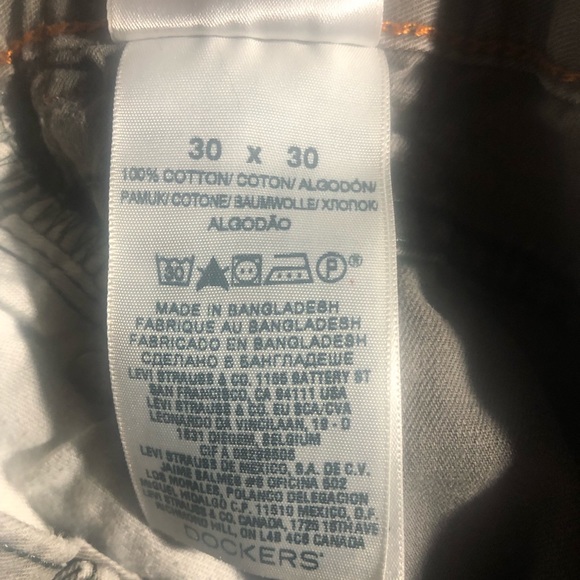 30 x 30
100% COTTON/ COTON/ ALGODÓN/
PAMUK/ COTONE/ BAUMWOLLE/ ХЛОПОК/
ALGODÃO
30 P®
MADE IN BANGLADESH
FABRIQUE AU BANGLADESH
FABRICADO EN BANGLADESH
СДЕЛАНО В БАНГЛАДЕШЕ
LEVI STRAUSS & CO. 1155 BATTERY ST
SAN FRANCISCO, CA 94111 USA
LEVI STRAUSS & CO. EU SCA/CVA
LEONARDO DA VINCILAAN, 19 - D
1831 DIEGEM, BELGIUM
CIF A
LEVI STRAUSS DE MEXICO, S.A. DE C.V.
JAIME BALMES #8 OFICINA 602
LOS MORALES, POLANCO DELEGACION
MIGUEL HIDALGO C.P. 11510 MEXICO, D.F.
LEVI STRAUSS & CO. CANADA, 1725 16TH AVE
RICHMOND HILL, ON L4B 4C6 CANADA
DOCKERS®